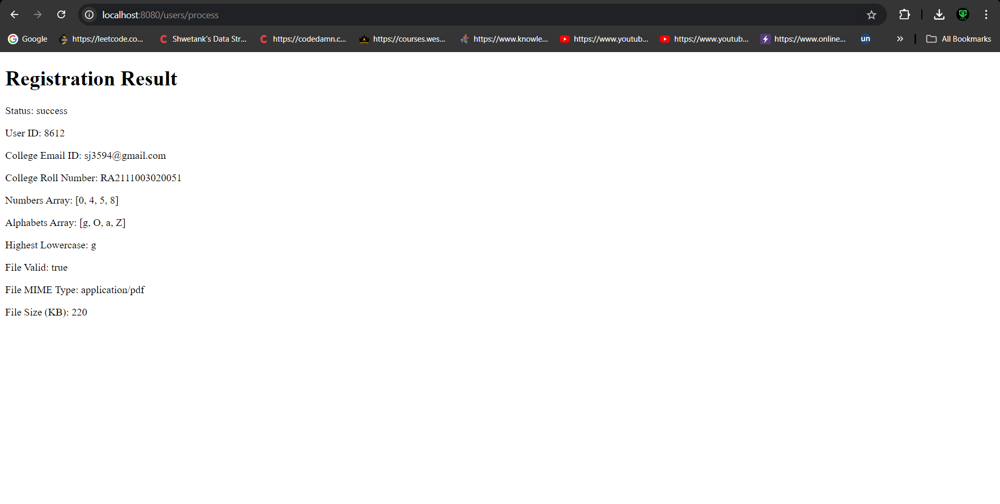 localhost:8080/users/process
Google https://leetcode.co... Shwetank's Data Str... https://codedamn.c... https://courses.wes... https://www.knowle... https://www.youtub... https://www.youtub... https://www.online... un » All Bookmarks
Registration Result
Status: success
User ID: 8612
College Email ID: sj3594@gmail.com
College Roll Number: RA2111003020051
Numbers Array: [0, 4, 5, 8]
Alphabets Array: [g, O, a, Z]
Highest Lowercase: g
File Valid: true
File MIME Type: application/pdf
File Size (KB): 220